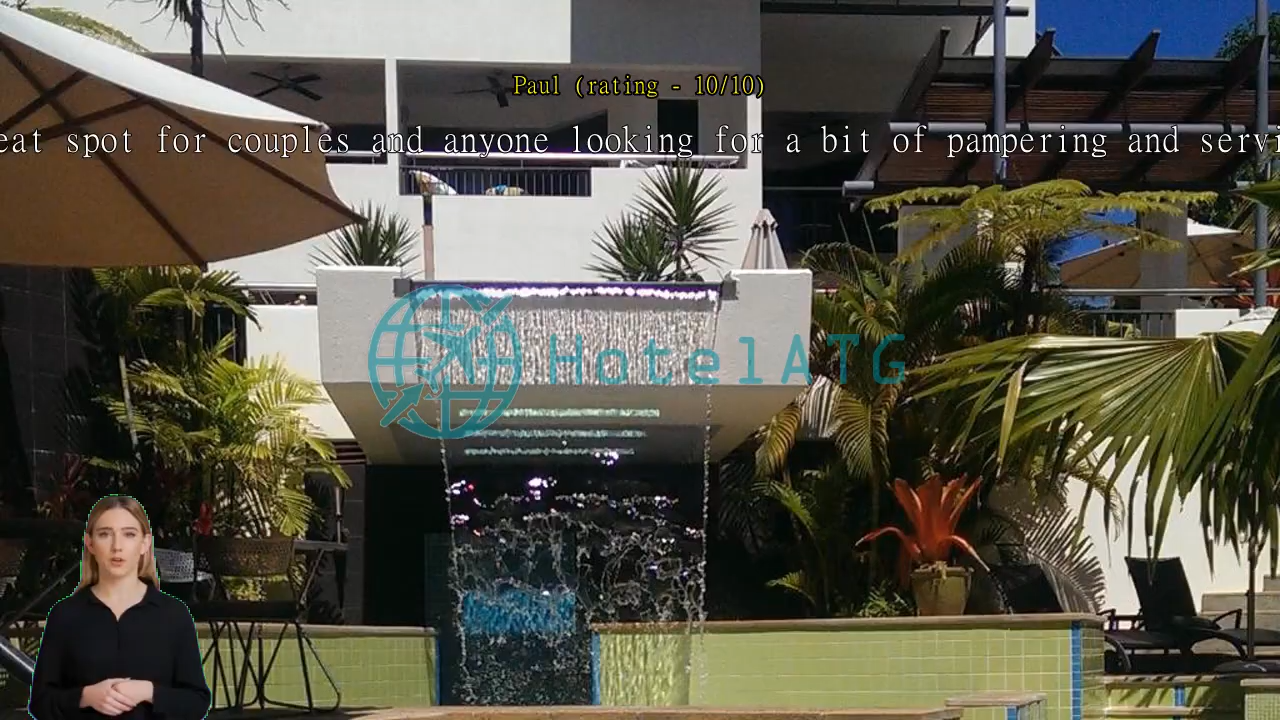 Paul (rating - 10/10)
eat spot for couples and anyone looking for a bit of pampering and servi
HotelATG